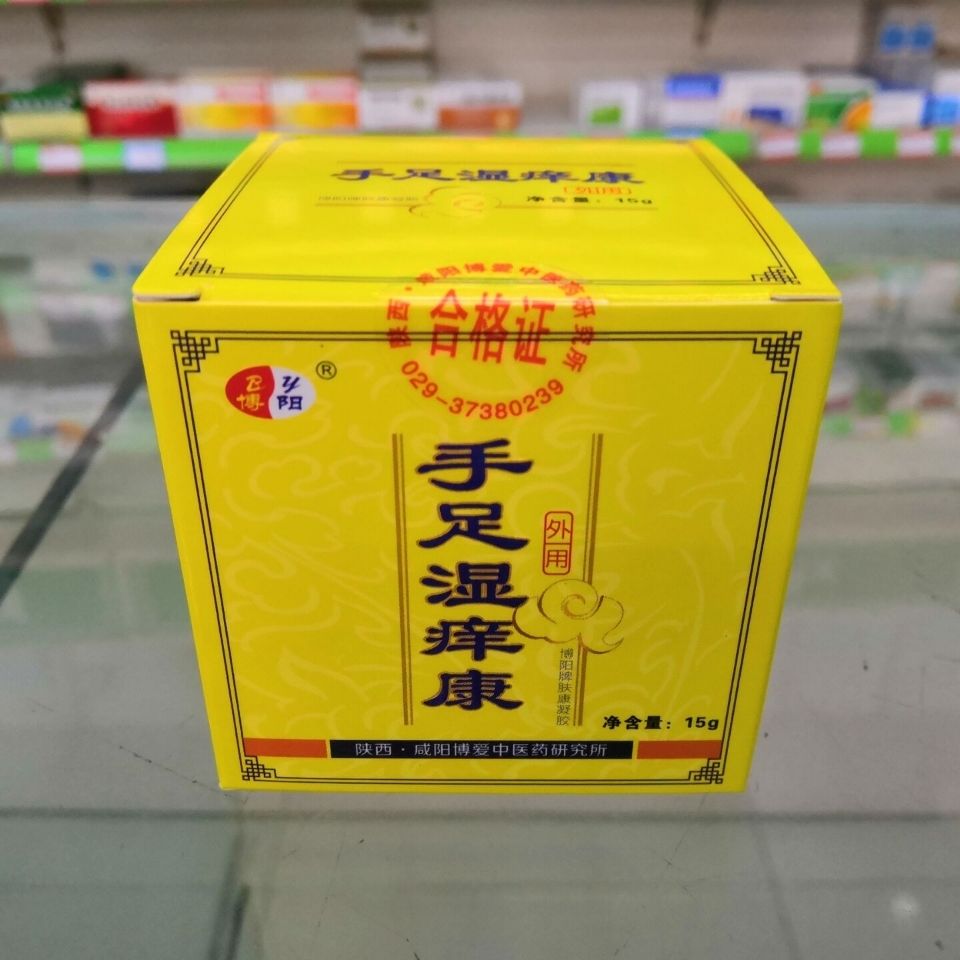 手足湿痒康
外用
净含量：15g
陕西·咸阳博爱中医药研究所
合格证
029-37380239
BY
博阳
®
手足湿痒康
外用
博阳牌肤康凝胶
净含量：15g
陕西·咸阳博爱中医药研究所